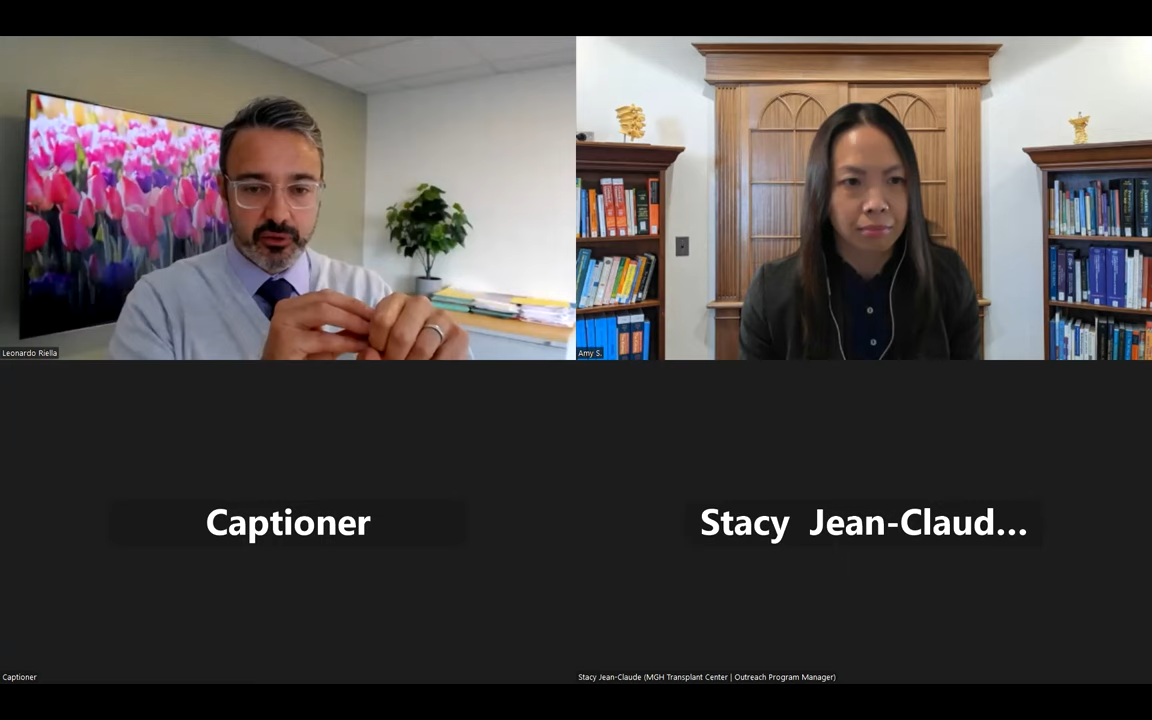 Leonardo Riella
Amy S.
Captioner
Stacy Jean-Claud...
Captioner
Stacy Jean-Claude (MGH Transplant Center | Outreach Program Manager)